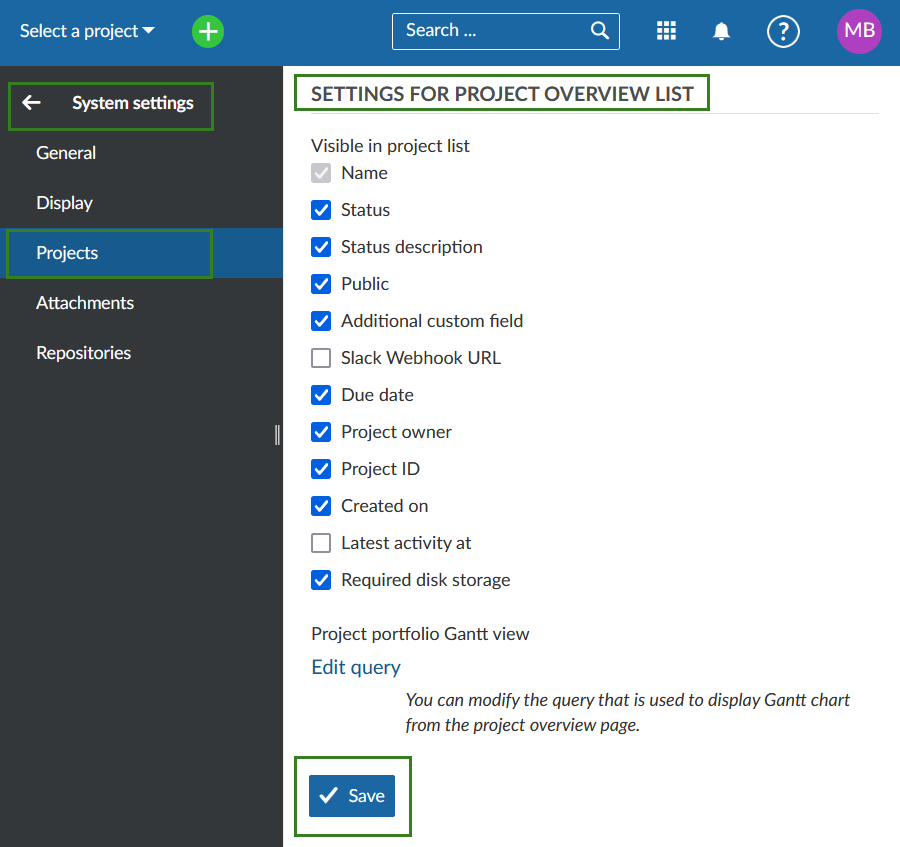 Select a project
Search ...
?
MB
System settings
General
Display
Projects
Attachments
Repositories
SETTINGS FOR PROJECT OVERVIEW LIST
Visible in project list
Name
Status
Status description
Public
Additional custom field
Slack Webhook URL
Due date
Project owner
Project ID
Created on
Latest activity at
Required disk storage
Project portfolio Gantt view
Edit query
You can modify the query that is used to display Gantt chart
from the project overview page.
Save